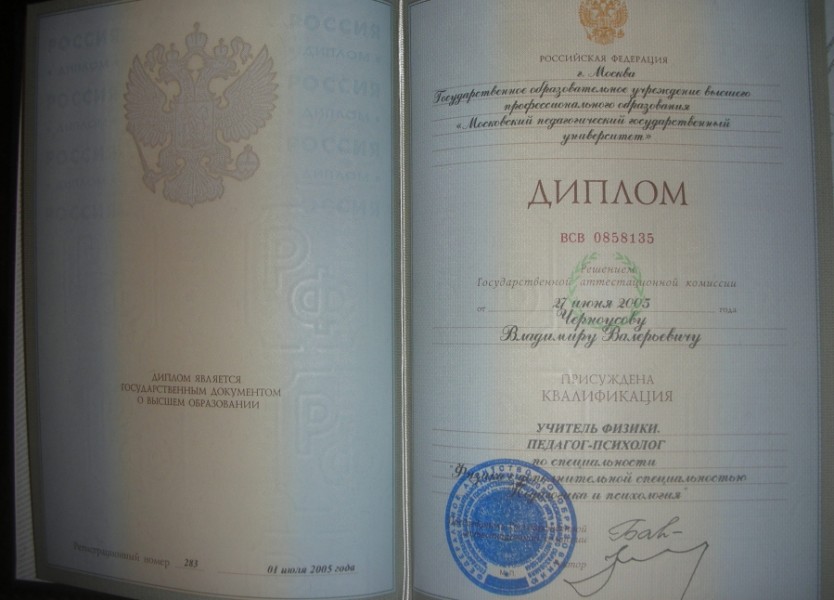 ДИПЛОМ ЯВЛЯЕТСЯ
ГОСУДАРСТВЕННЫМ ДОКУМЕНТОМ
О ВЫСШЕМ ОБРАЗОВАНИИ
Регистрационный номер 283
01 июля 2005 года
РОССИЙСКАЯ ФЕДЕРАЦИЯ
г. Москва
Государственное образовательное учреждение высшего
профессионального образования
«Московский педагогический государственный
университет»
ДИПЛОМ
ВСВ 0858135
Решением
Государственной аттестационной комиссии
от 27 июня 2005 года
Черноусову
Владимиру Валерьевичу
ПРИСУЖДЕНА
КВАЛИФИКАЦИЯ
УЧИТЕЛЬ ФИЗИКИ.
ПЕДАГОГ-ПСИХОЛОГ
по специальности
специальностью
и психология"